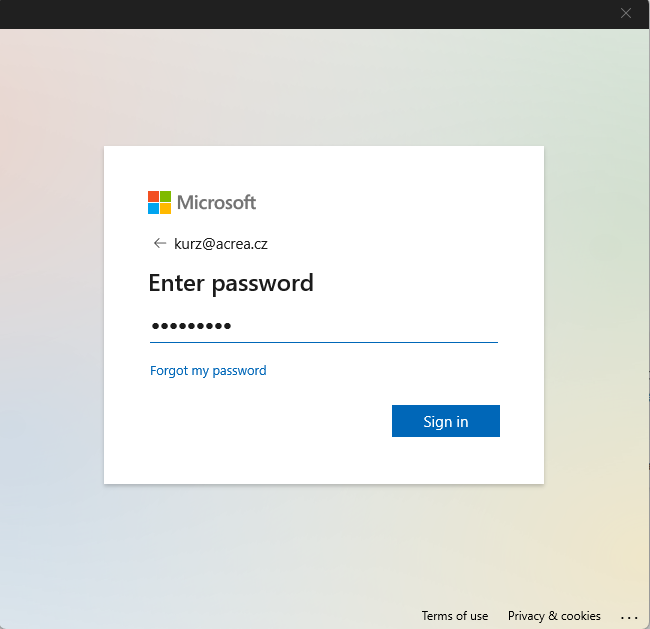 Microsoft
← kurz@acrea.cz
Enter password
•••••••••
Forgot my password
Sign in
Terms of use Privacy & cookies ...